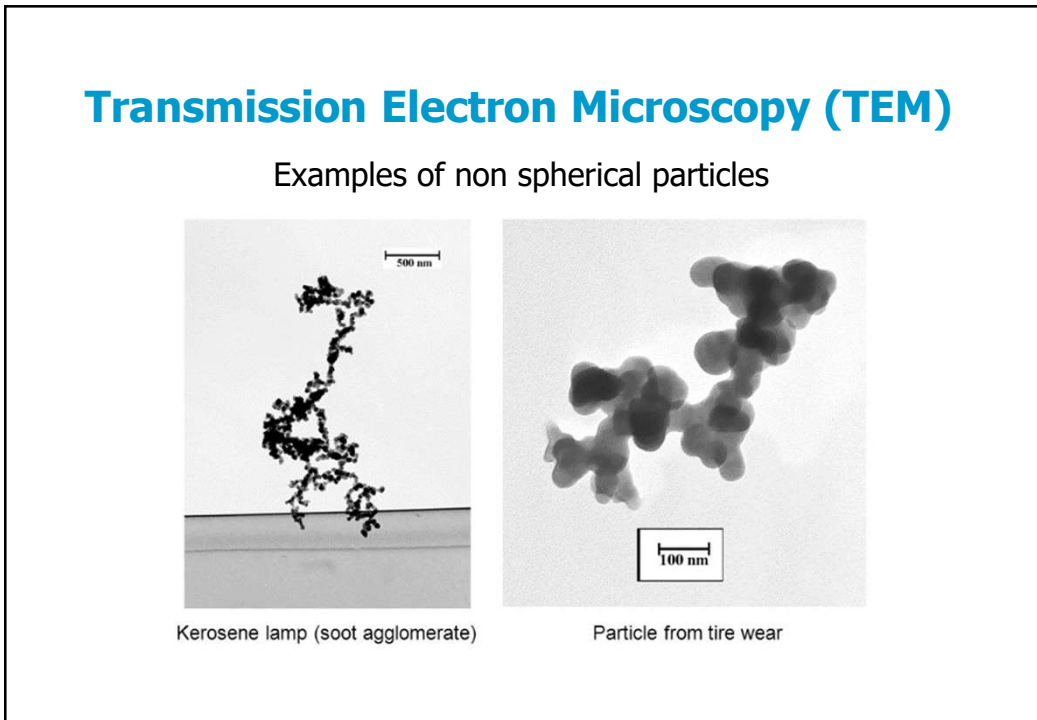 Transmission Electron Microscopy (TEM)
Examples of non spherical particles
500 nm
100 nm
Kerosene lamp (soot agglomerate)
Particle from tire wear